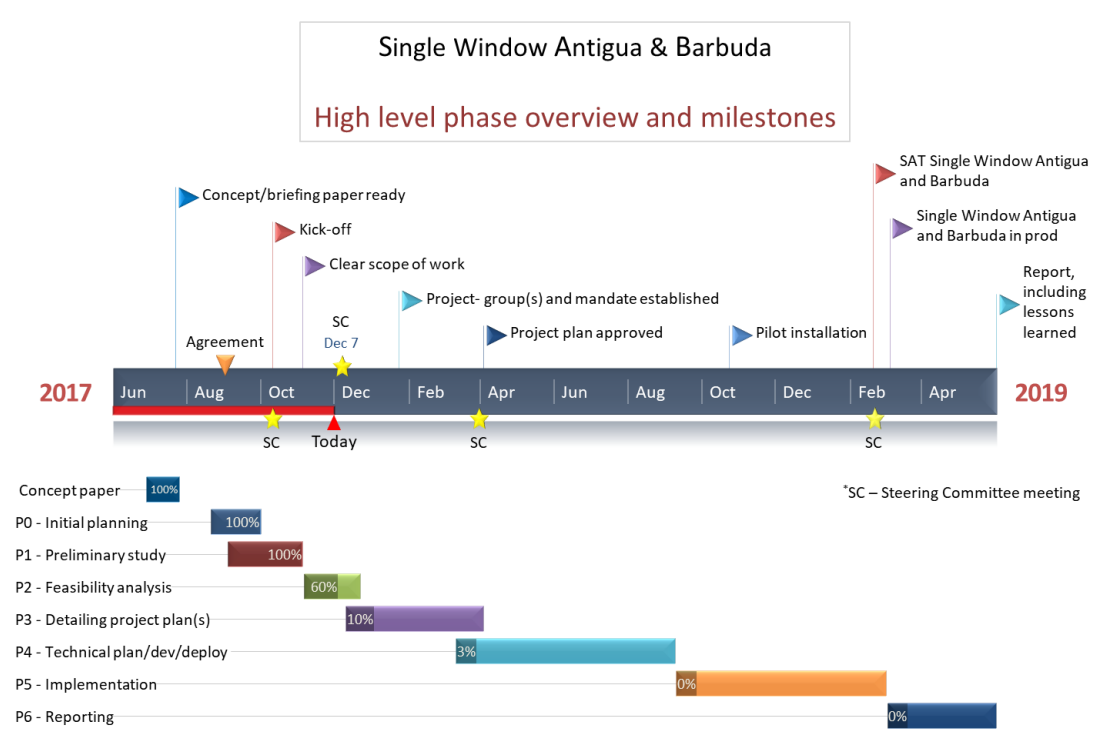 Single Window Antigua & Barbuda
High level phase overview and milestones
SAT Single Window Antigua
and Barbuda
Concept/briefing paper ready
Single Window Antigua
and Barbuda in prod
Kick-off
Clear scope of work
Report,
including
lessons
learned
Project- group(s) and mandate established
SC
Dec 7
Project plan approved
Pilot installation
Agreement
2017 Jun Aug Oct Dec Feb Apr Jun Aug Oct Dec Feb Apr 2019
SC Today SC SC
Concept paper 100%
*SC – Steering Committee meeting
P0 - Initial planning 100%
P1 - Preliminary study 100%
P2 - Feasibility analysis 60%
P3 - Detailing project plan(s) 10%
P4 - Technical plan/dev/deploy 3%
P5 - Implementation 0%
P6 - Reporting 0%